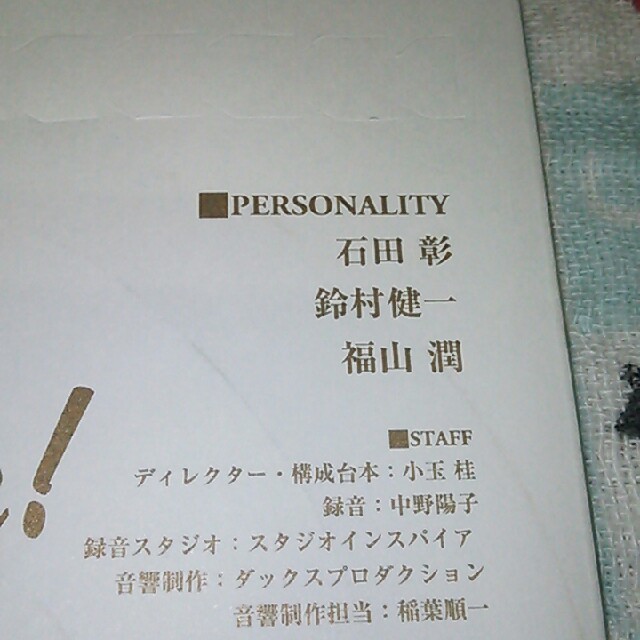 ■PERSONALITY
石田 彰
鈴村健一
福山 潤
!
■STAFF
ディレクター・構成台本：小玉 桂
録音：中野陽子
録音スタジオ：スタジオインスパイア
音響制作：ダックスプロダクション
音響制作担当：稲葉順一